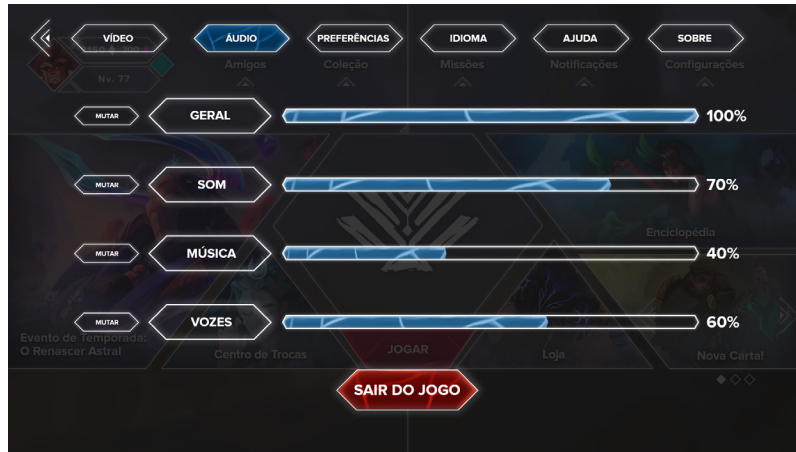 VÍDEO
ÁUDIO
PREFERÊNCIAS
IDIOMA
AJUDA
SOBRE
1350
200
Nv. 77
Amigos
Coleção
Missões
Notificações
Configurações
MUTAR
GERAL
100%
MUTAR
SOM
70%
Enciclopédia
MUTAR
MÚSICA
40%
MUTAR
VOZES
60%
Evento de Temporada:
O Renascer Astral
Centro de Trocas
JOGAR
Loja
Nova Carta!
SAIR DO JOGO